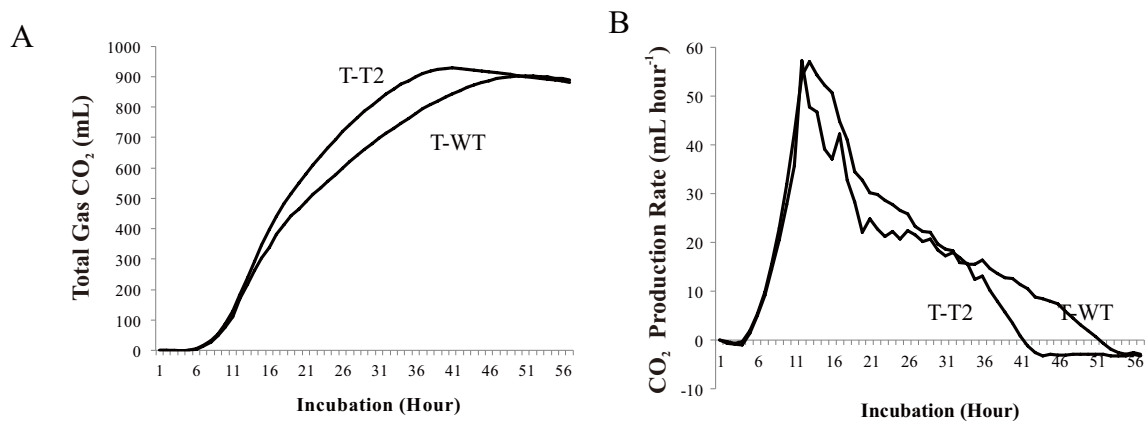 A
Total Gas CO₂ (mL)
1000
900
800
700
600
500
400
300
200
100
0
T-T2
T-WT
1 6 11 16 21 26 31 36 41 46 51 56
Incubation (Hour)
B
CO₂ Production Rate (mL hour⁻¹)
60
50
40
30
20
10
0
-10
T-T2
T-WT
1 6 11 16 21 26 31 36 41 46 51 56
Incubation (Hour)